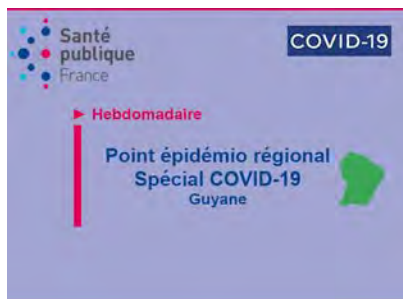 Santé
publique
France
COVID-19
Hebdomadaire
Point épidémio régional
Spécial COVID-19
Guyane